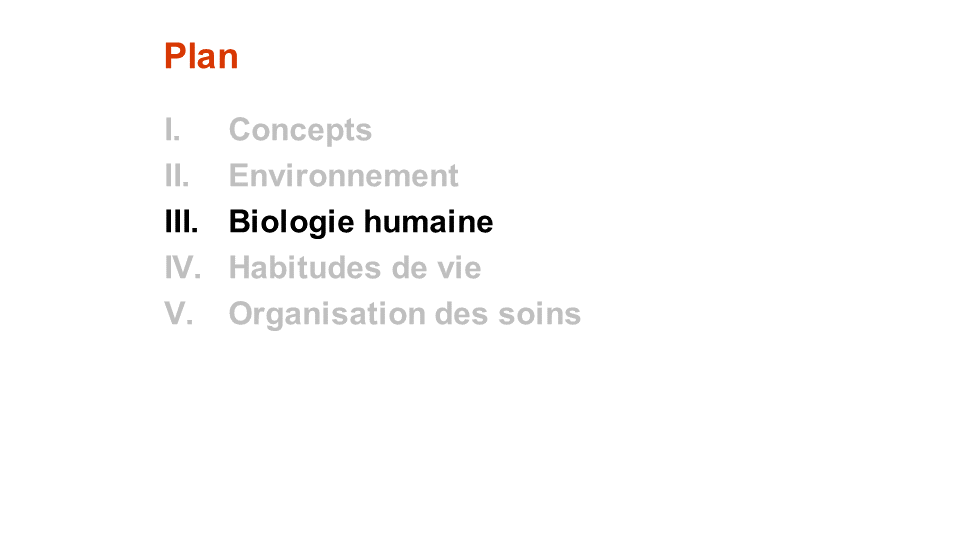 Plan
I. Concepts
II. Environnement
III. Biologie humaine
IV. Habitudes de vie
V. Organisation des soins